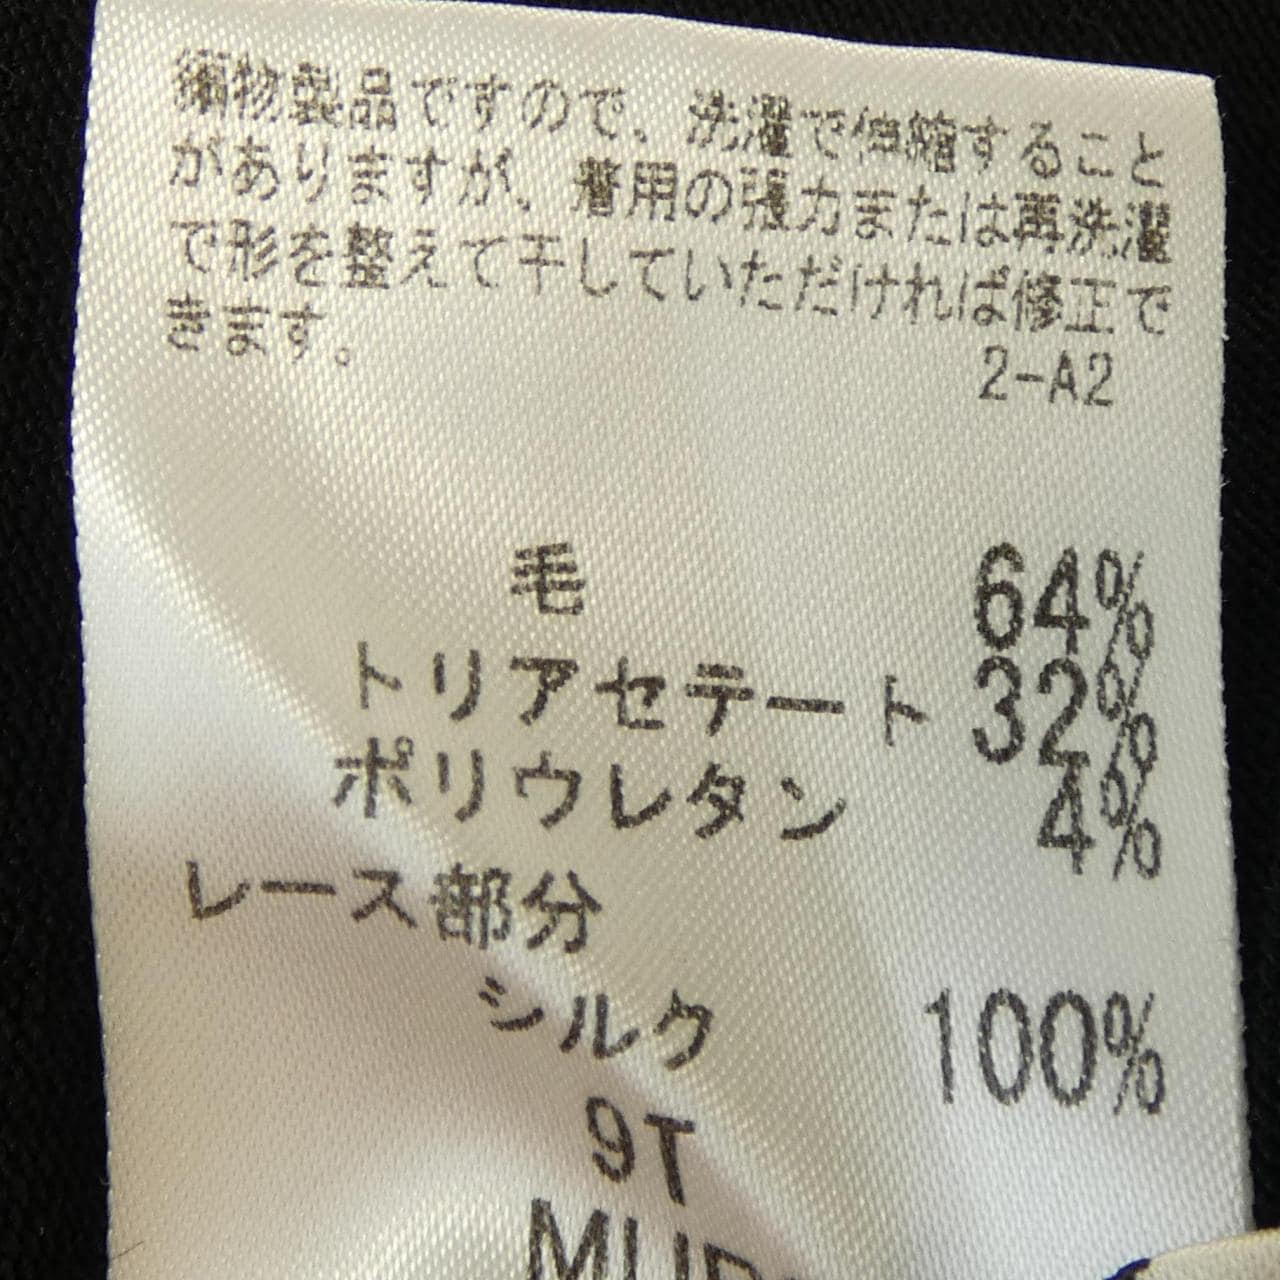 編物製品ですので、洗濯で伸縮すること
がありますが、着用の張力または再洗濯
で形を整えて干していただければ修正で
きます。
2-A2
毛 64%
トリアセテート 32%
ポリウレタン 4%
レース部分
シルク 100%
9T